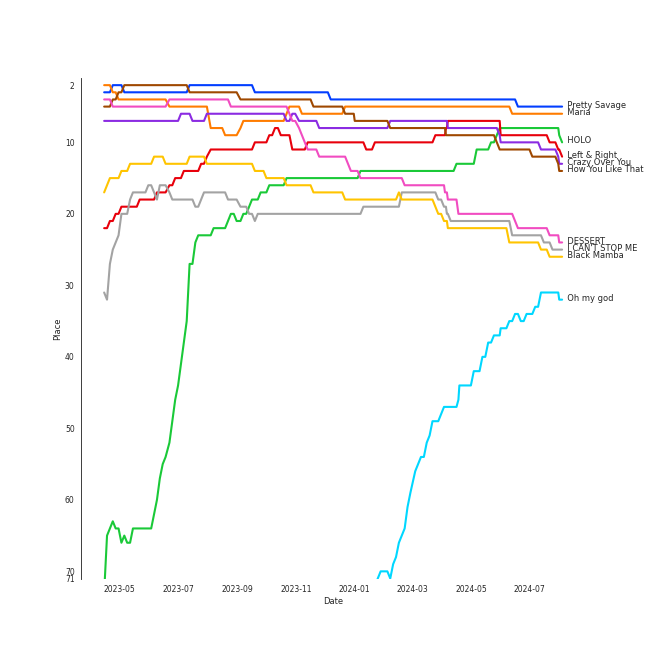 2
10
20
30
40
50
60
70
71
Place
2023-05 2023-07 2023-09 2023-11 2024-01 2024-03 2024-05 2024-07
Date
Pretty Savage
Maria
HOLO
Left & Right
Crazy Over You
How You Like That
DESSERT
I CAN'T STOP ME
Black Mamba
Oh my god